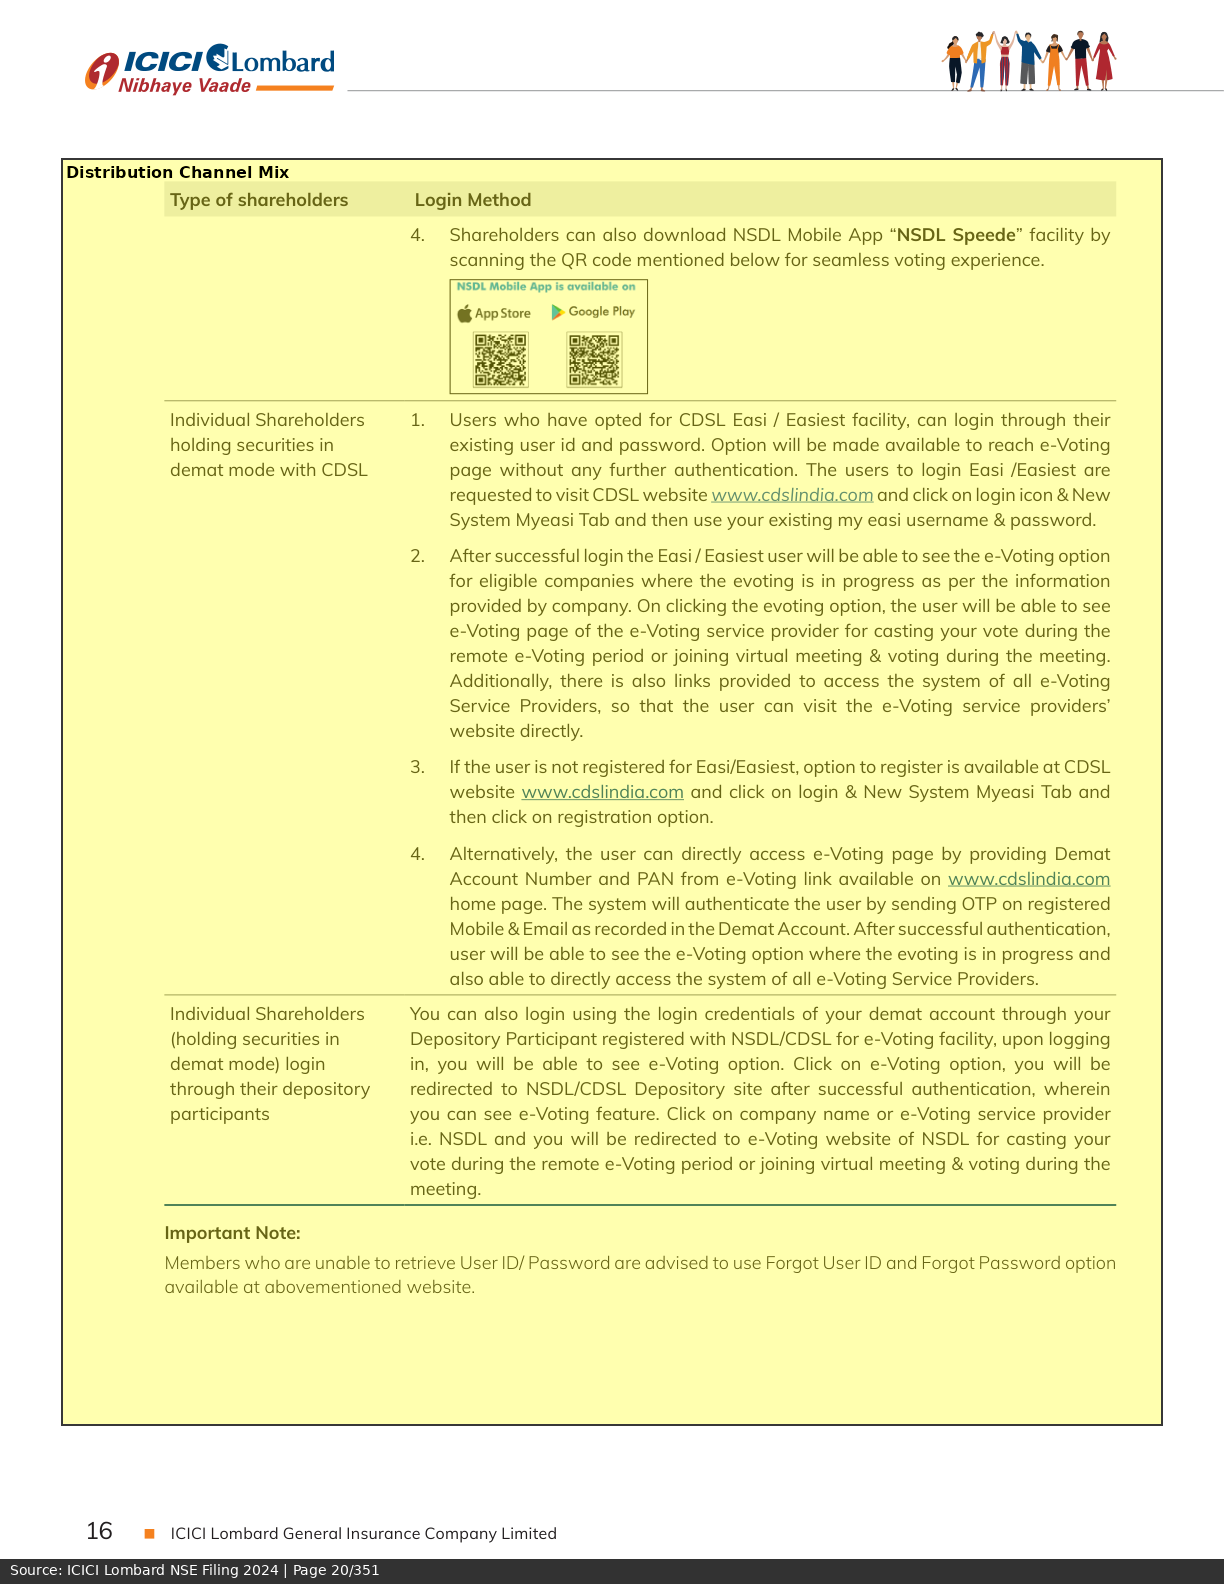 ICICI Lombard
Nibhaye Vaade
Distribution Channel Mix
Type of shareholders Login Method
4. Shareholders can also download NSDL Mobile App “NSDL Speede” facility by
scanning the QR code mentioned below for seamless voting experience.
NSDL Mobile App is available on
App Store Google Play
Individual Shareholders
holding securities in
demat mode with CDSL
1. Users who have opted for CDSL Easi / Easiest facility, can login through their
existing user id and password. Option will be made available to reach e-Voting
page without any further authentication. The users to login Easi /Easiest are
requested to visit CDSL website www.cdslindia.com and click on login icon & New
System Myeasi Tab and then use your existing my easi username & password.
2. After successful login the Easi / Easiest user will be able to see the e-Voting option
for eligible companies where the evoting is in progress as per the information
provided by company. On clicking the evoting option, the user will be able to see
e-Voting page of the e-Voting service provider for casting your vote during the
remote e-Voting period or joining virtual meeting & voting during the meeting.
Additionally, there is also links provided to access the system of all e-Voting
Service Providers, so that the user can visit the e-Voting service providers’
website directly.
3. If the user is not registered for Easi/Easiest, option to register is available at CDSL
website www.cdslindia.com and click on login & New System Myeasi Tab and
then click on registration option.
4. Alternatively, the user can directly access e-Voting page by providing Demat
Account Number and PAN from e-Voting link available on www.cdslindia.com
home page. The system will authenticate the user by sending OTP on registered
Mobile & Email as recorded in the Demat Account. After successful authentication,
user will be able to see the e-Voting option where the evoting is in progress and
also able to directly access the system of all e-Voting Service Providers.
Individual Shareholders
(holding securities in
demat mode) login
through their depository
participants
You can also login using the login credentials of your demat account through your
Depository Participant registered with NSDL/CDSL for e-Voting facility, upon logging
in, you will be able to see e-Voting option. Click on e-Voting option, you will be
redirected to NSDL/CDSL Depository site after successful authentication, wherein
you can see e-Voting feature. Click on company name or e-Voting service provider
i.e. NSDL and you will be redirected to e-Voting website of NSDL for casting your
vote during the remote e-Voting period or joining virtual meeting & voting during the
meeting.
Important Note:
Members who are unable to retrieve User ID/ Password are advised to use Forgot User ID and Forgot Password option
available at abovementioned website.
16 ICICI Lombard General Insurance Company Limited
Source: ICICI Lombard NSE Filing 2024 | Page 20/351